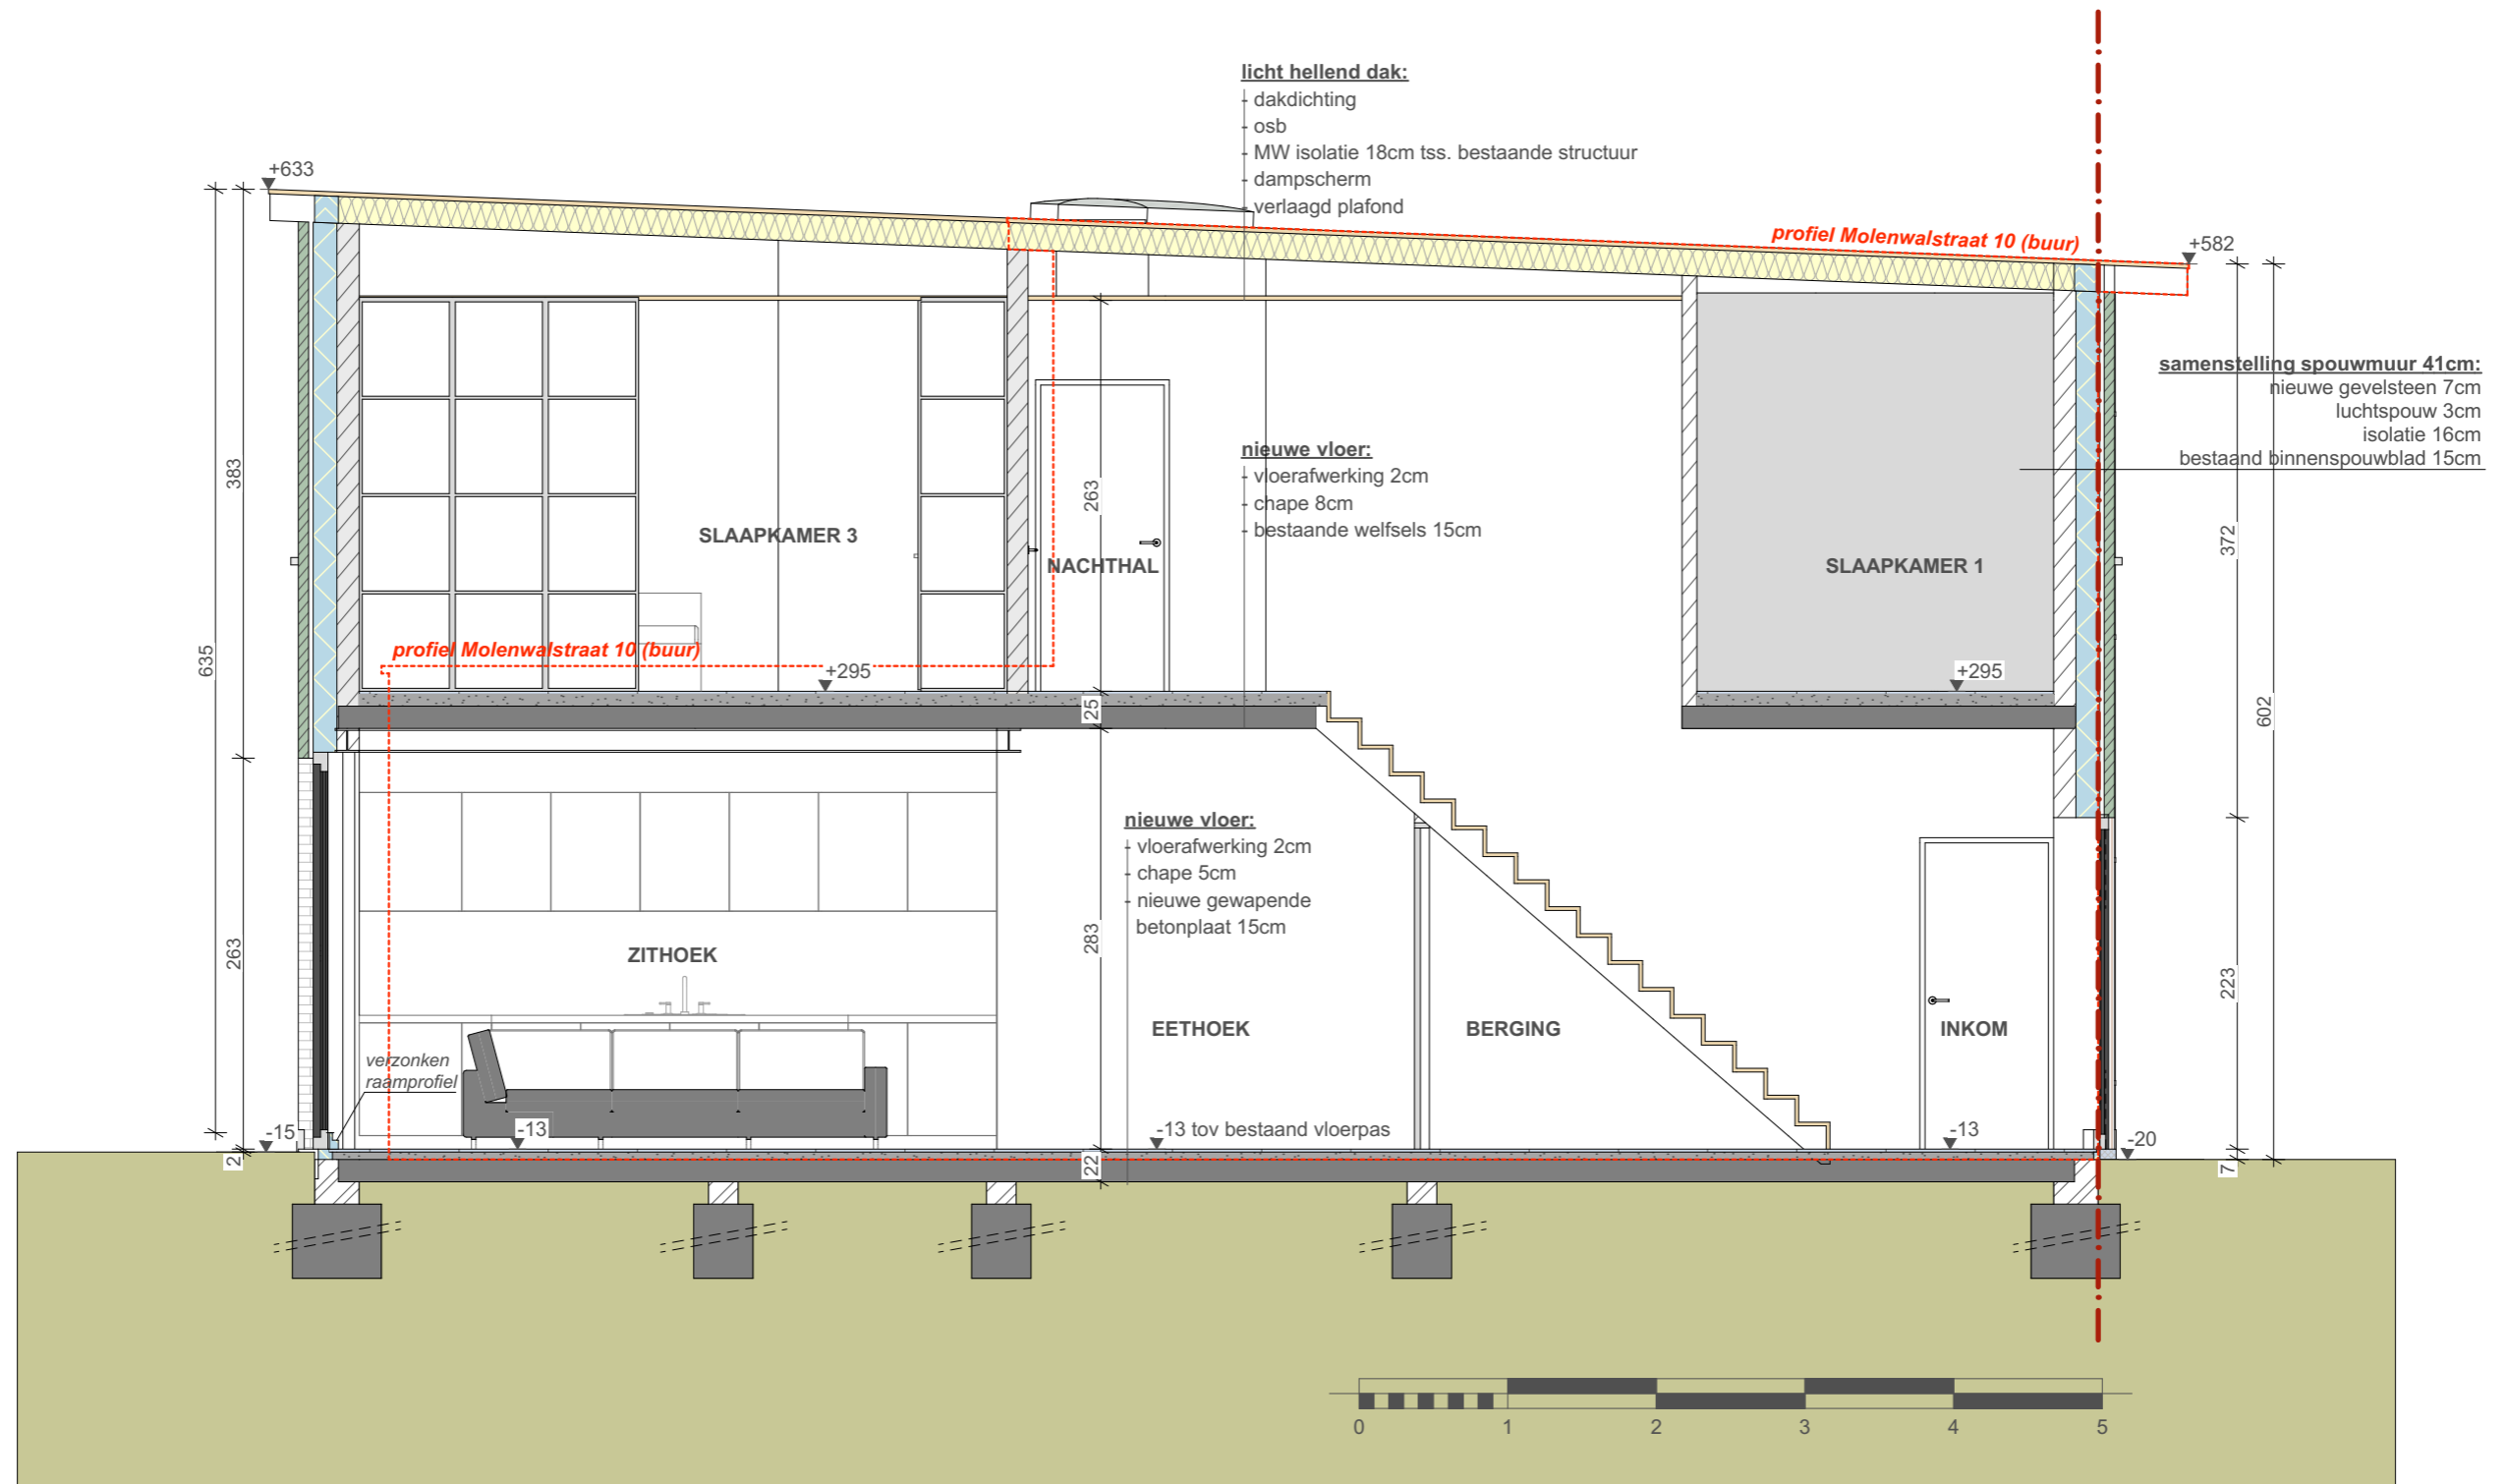 licht hellend dak:
- dakdichting
- osb
- MW isolatie 18cm tss. bestaande structuur
- dampscherm
- verlaagd plafond
+633
profiel Molenwalstraat 10 (buur)
+582
samenstelling spouwmuur 41cm:
nieuwe gevelsteen 7cm
luchtspouw 3cm
isolatie 16cm
bestaand binnenspouwblad 15cm
nieuwe vloer:
- vloerafwerking 2cm
- chape 8cm
- bestaande welfsels 15cm
383
263
372
SLAAPKAMER 3
NACHTHAL
SLAAPKAMER 1
profiel Molenwalstraat 10 (buur)
635
+295
+295
25
602
nieuwe vloer:
- vloerafwerking 2cm
- chape 5cm
- nieuwe gewapende
betonplaat 15cm
263
283
223
ZITHOEK
EETHOEK
BERGING
INKOM
verzonken
raamprofiel
-15
-13
-13 tov bestaand vloerpas
-13
-20
2
22
7
0 1 2 3 4 5